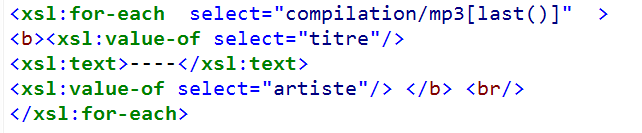 <xsl:for-each  select="compilation/mp3[last()]"  >
<b><xsl:value-of select="titre"/>
<xsl:text>----</xsl:text>
<xsl:value-of select="artiste"/> </b> <br/>
</xsl:for-each>